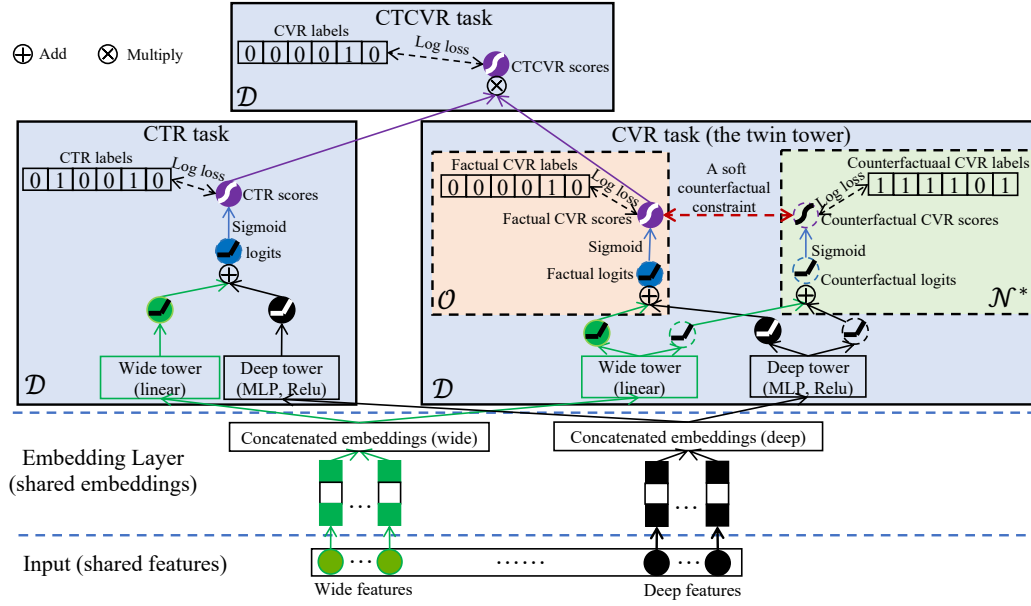 CTCVR task
CVR labels
Log loss
0 0 0 0 1 0
CTCVR scores
Add
Multiply
D
CTR task
CTR labels
Log loss
0 1 0 0 1 0
CTR scores
Sigmoid
logits
Wide tower
(linear)
Deep tower
(MLP, Relu)
D
CVR task (the twin tower)
Factual CVR labels
Log loss
0 0 0 0 1 0
Factual CVR scores
Sigmoid
Factual logits
O
A soft
counterfactual
constraint
Counterfactuaal CVR labels
Log loss
1 1 1 1 0 1
Counterfactual CVR scores
Sigmoid
Counterfactual logits
N*
Wide tower
(linear)
Deep tower
(MLP, Relu)
D
Embedding Layer
(shared embeddings)
Concatenated embeddings (wide)
Concatenated embeddings (deep)
...
...
Input (shared features)
...
......
...
Wide features
Deep features